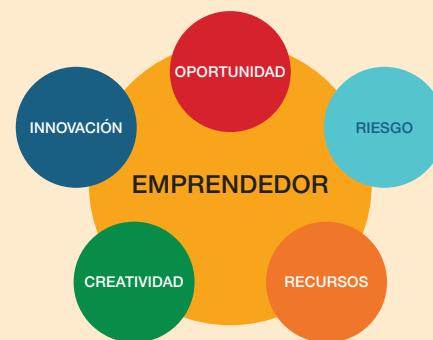 OPORTUNIDAD
INNOVACIÓN
RIESGO
EMPRENDEDOR
CREATIVIDAD
RECURSOS